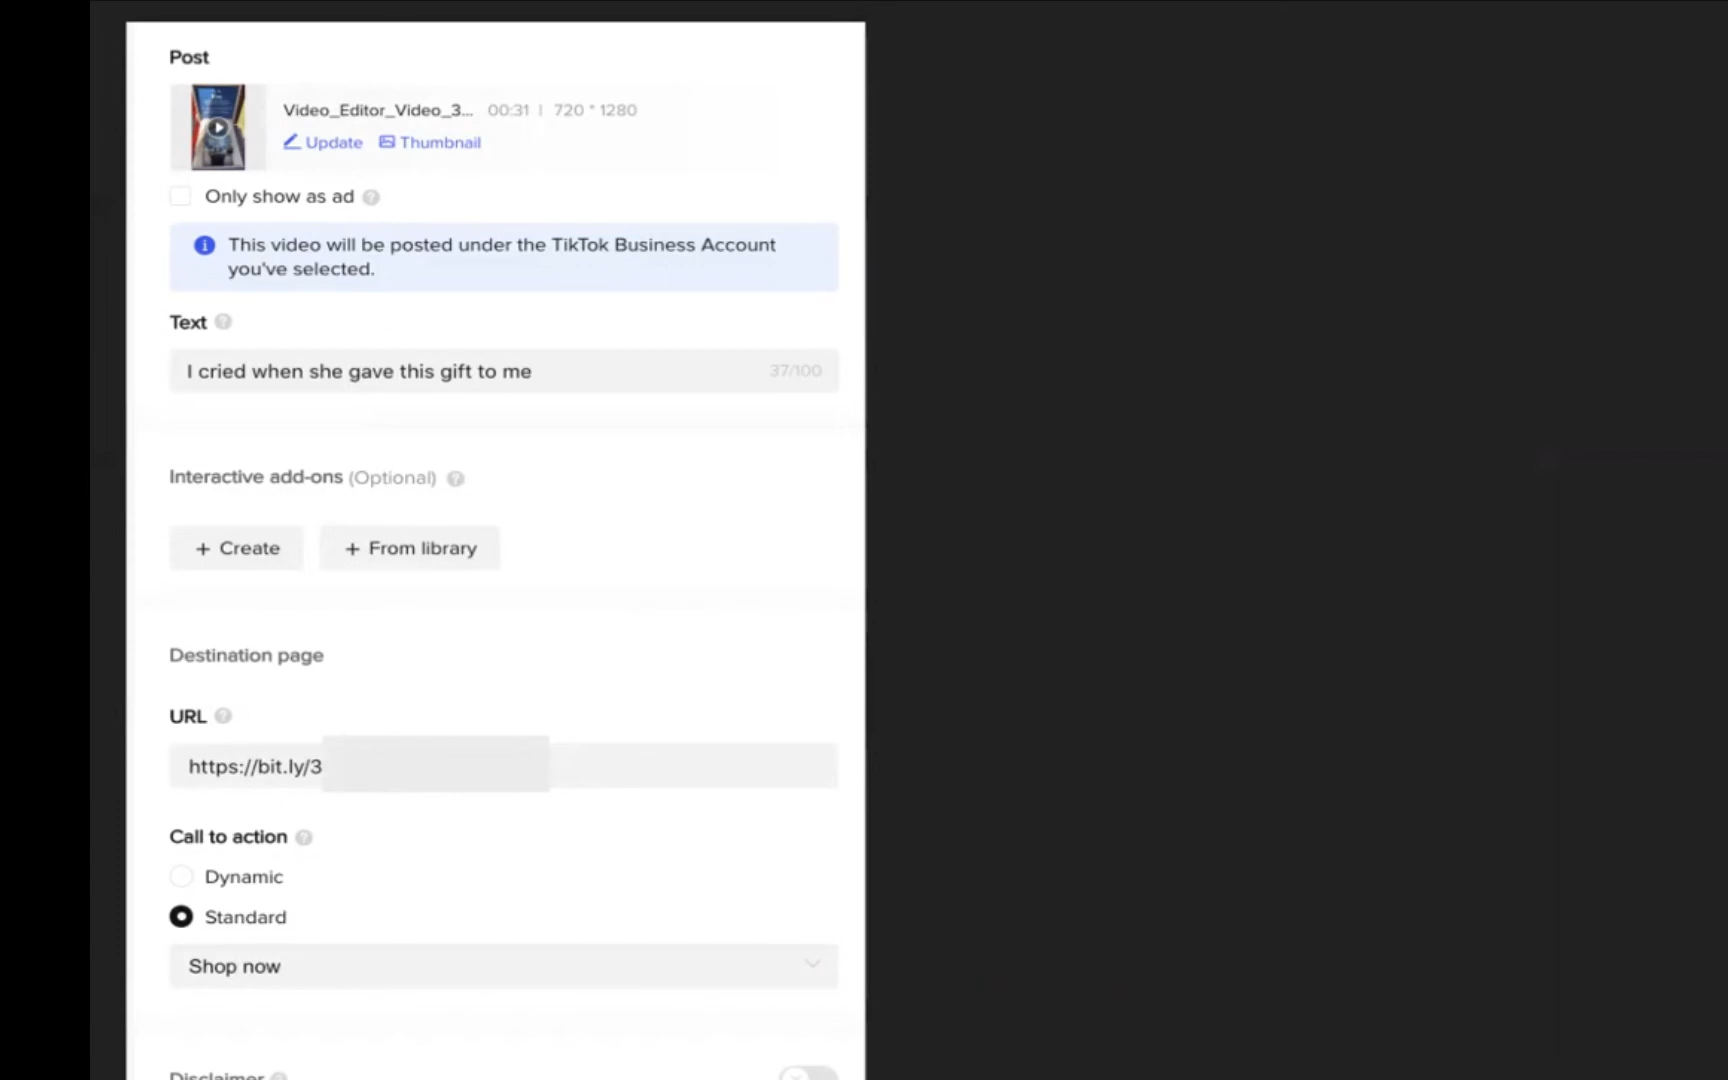 Post
Video_Editor_Video_3... 00:31 | 720 * 1280
Update Thumbnail
Only show as ad
This video will be posted under the TikTok Business Account
you've selected.
Text
I cried when she gave this gift to me 37/100
Interactive add-ons (Optional)
+ Create + From library
Destination page
URL
https://bit.ly/3
Call to action
Dynamic
Standard
Shop now
Disclaimer